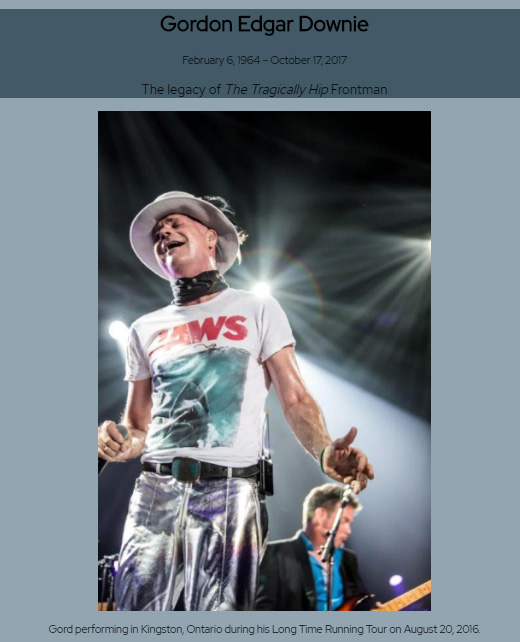 Gordon Edgar Downie
February 6, 1964 – October 17, 2017
The legacy of The Tragically Hip Frontman
JAWS
Gord performing in Kingston, Ontario during his Long Time Running Tour on August 20, 2016.